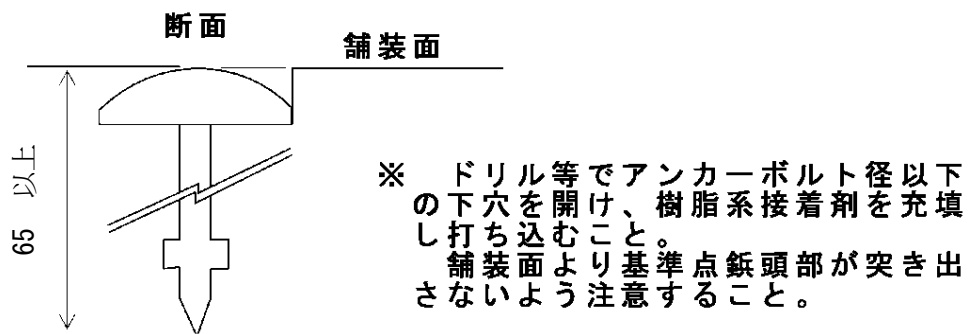 断面
舗装面
65 以上
※ ドリル等でアンカーボルト径以下
の下穴を開け、樹脂系接着剤を充填
し打ち込むこと。
舗装面より基準点鋲頭部が突き出
さないよう注意すること。